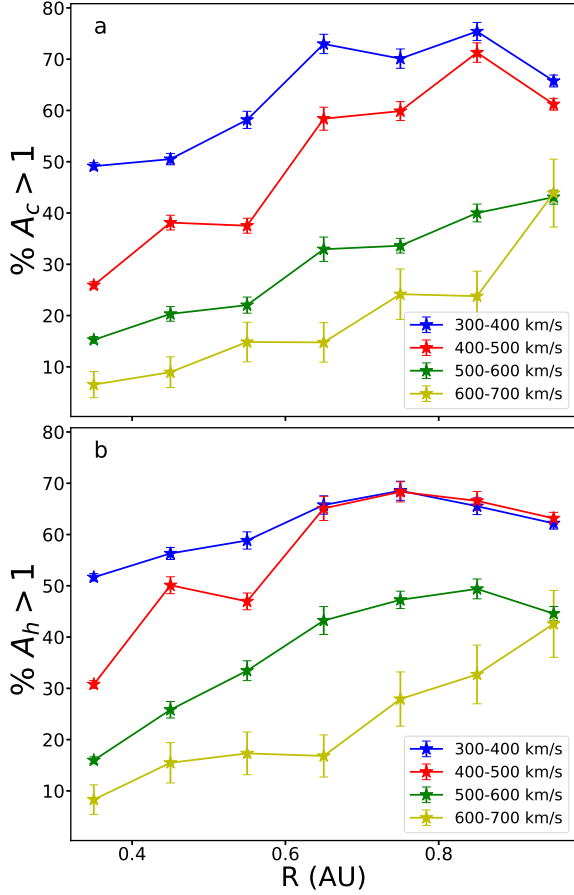 a
80
70
60
50
40
30
20
10
% A_c > 1
300-400 km/s
400-500 km/s
500-600 km/s
600-700 km/s
b
80
70
60
50
40
30
20
10
% A_h > 1
300-400 km/s
400-500 km/s
500-600 km/s
600-700 km/s
0.4 0.6 0.8
R (AU)